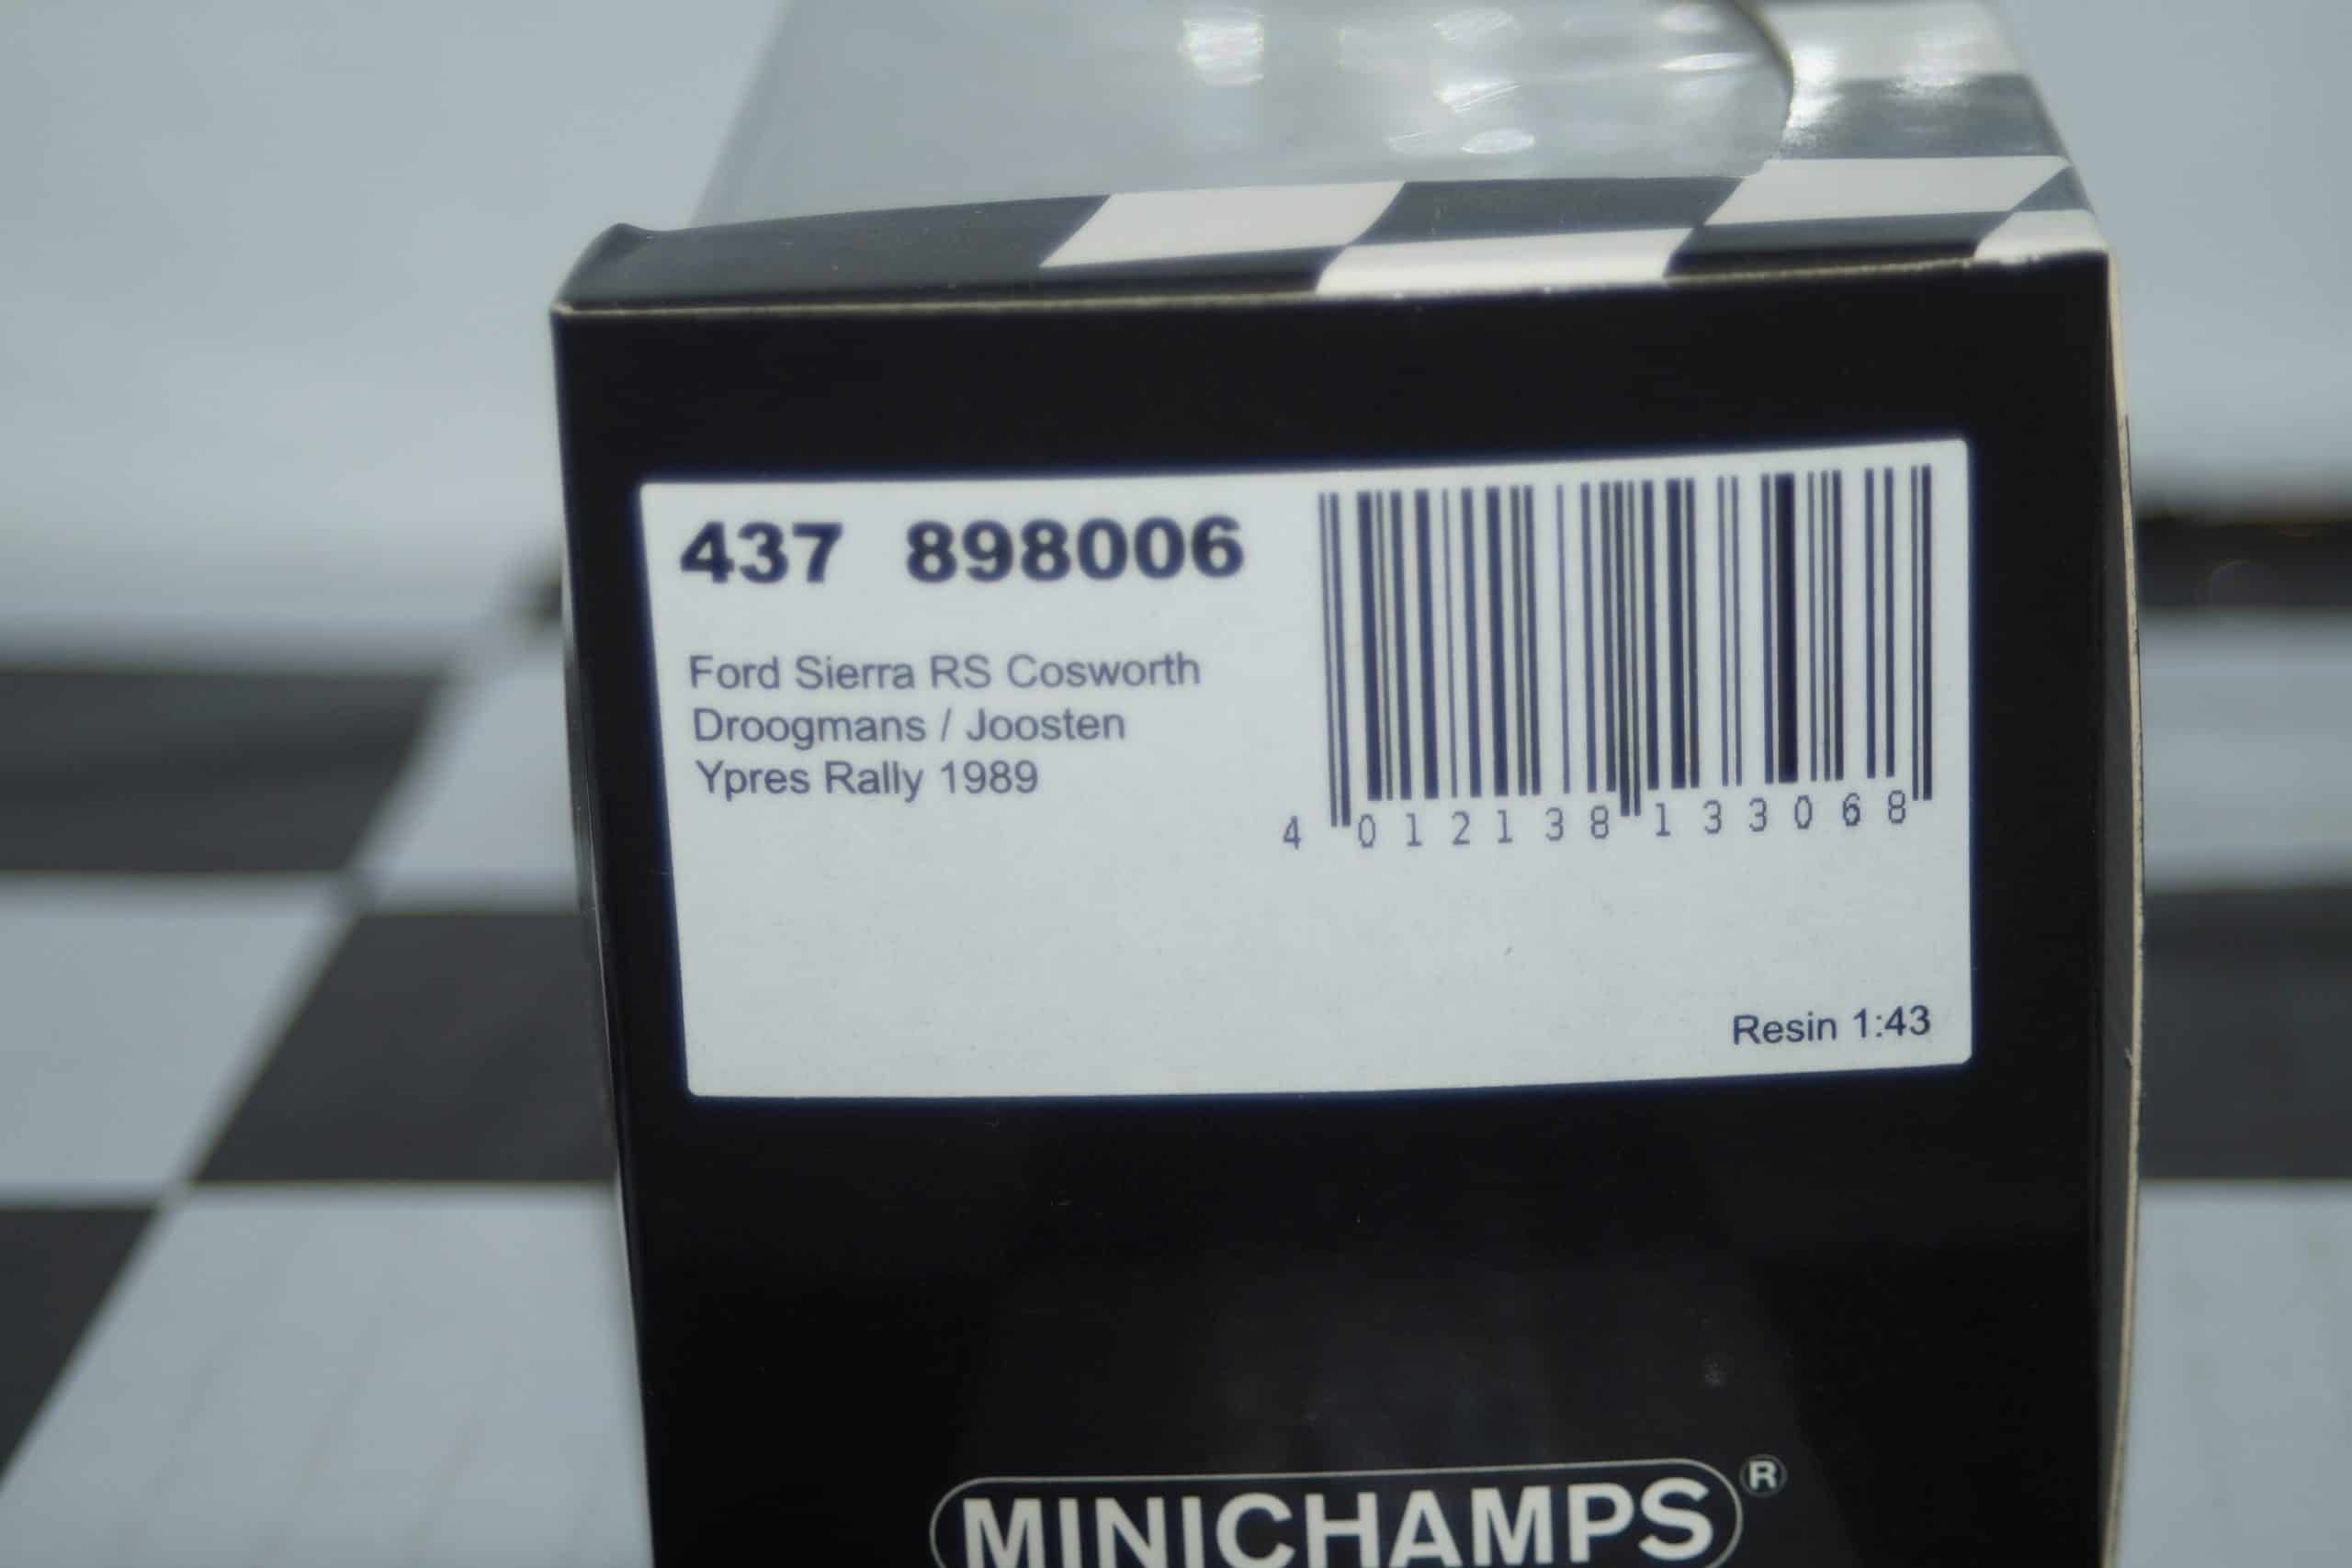 437 898006
Ford Sierra RS Cosworth
Droogmans / Joosten
Ypres Rally 1989
4 012138 133068
Resin 1:43
MINICHAMPS®